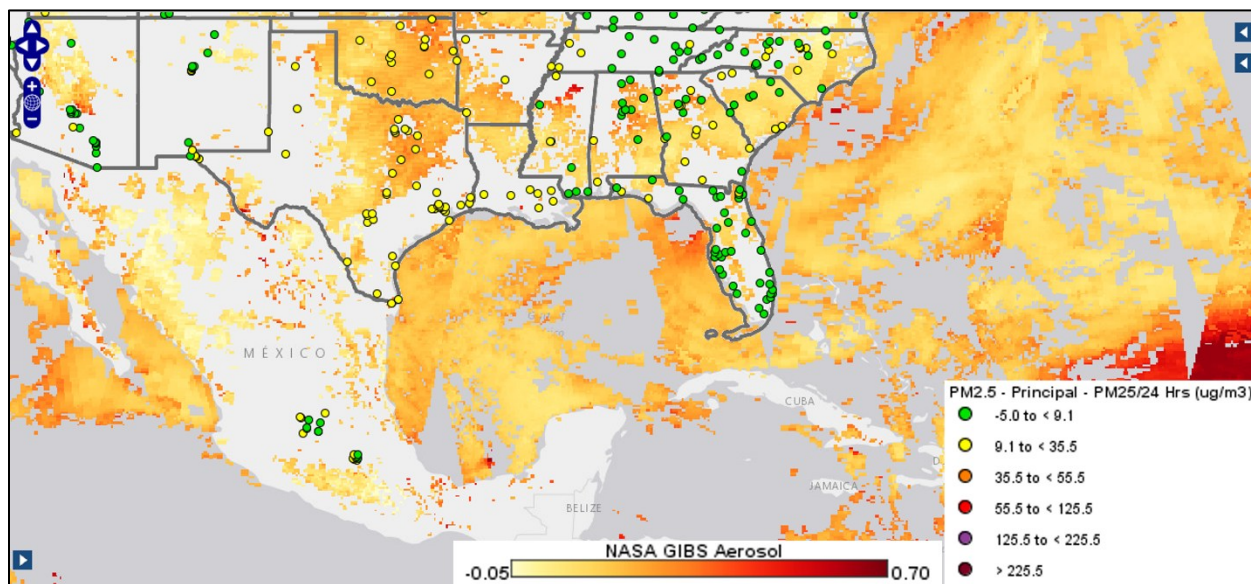 MÉXICO
CUBA
JAMAICA
BELIZE
PM2.5 - Principal - PM25/24 Hrs (ug/m3)
-5.0 to < 9.1
9.1 to < 35.5
35.5 to < 55.5
55.5 to < 125.5
125.5 to < 225.5
> 225.5
NASA GIBS Aerosol
-0.05
0.70